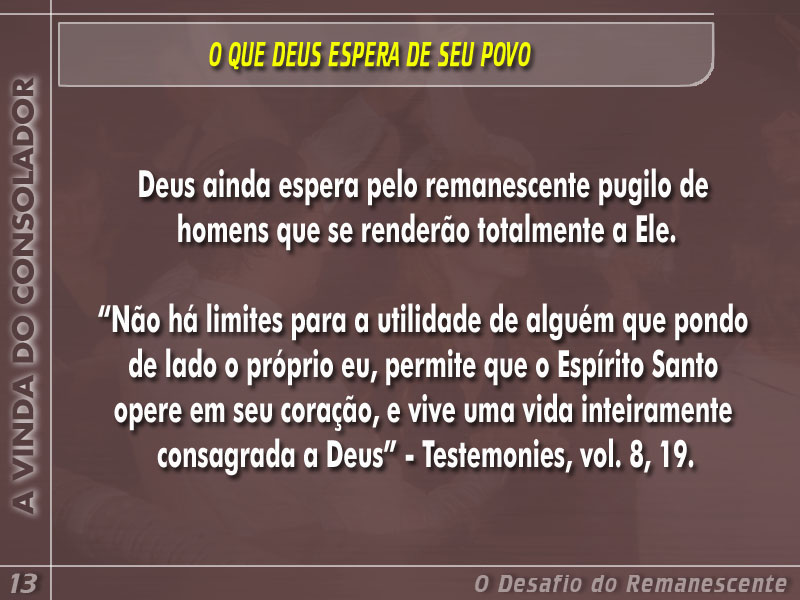 O QUE DEUS ESPERA DE SEU POVO
A VINDA DO CONSOLADOR
Deus ainda espera pelo remanescente pugilo de
homens que se renderão totalmente a Ele.
“Não há limites para a utilidade de alguém que pondo
de lado o próprio eu, permite que o Espírito Santo
opere em seu coração, e vive uma vida inteiramente
consagrada a Deus” - Testemonies, vol. 8, 19.
13
O Desafio do Remanescente